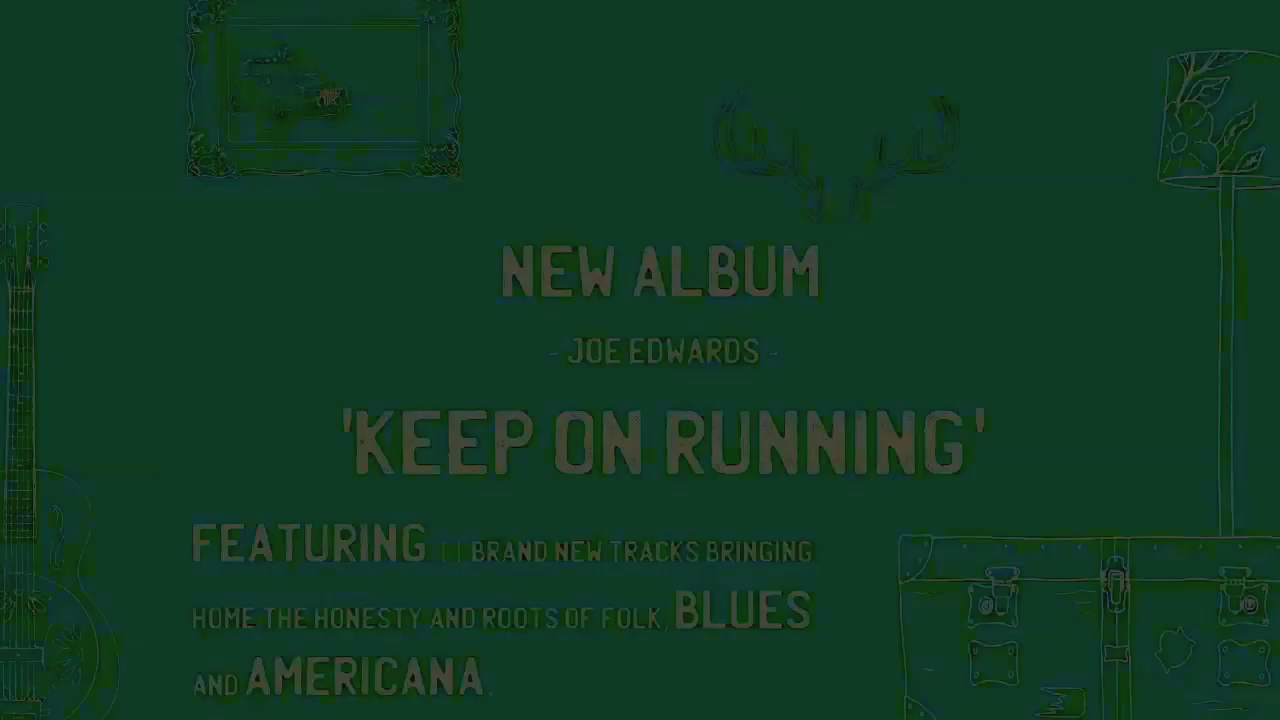 NEW ALBUM
- JOE EDWARDS -
'KEEP ON RUNNING'
FEATURING 11 BRAND NEW TRACKS BRINGING
HOME THE HONESTY AND ROOTS OF FOLK, BLUES
AND AMERICANA.